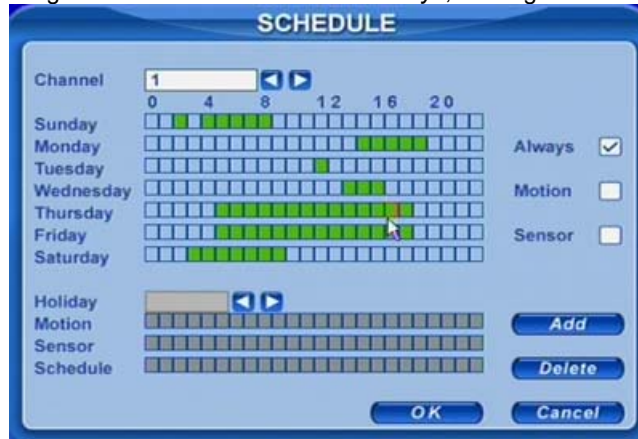 SCHEDULE
Channel 1
0 4 8 12 16 20
Sunday
Monday
Always
Tuesday
Wednesday
Motion
Thursday
Friday
Sensor
Saturday
Holiday
Motion
Add
Sensor
Schedule
Delete
OK
Cancel